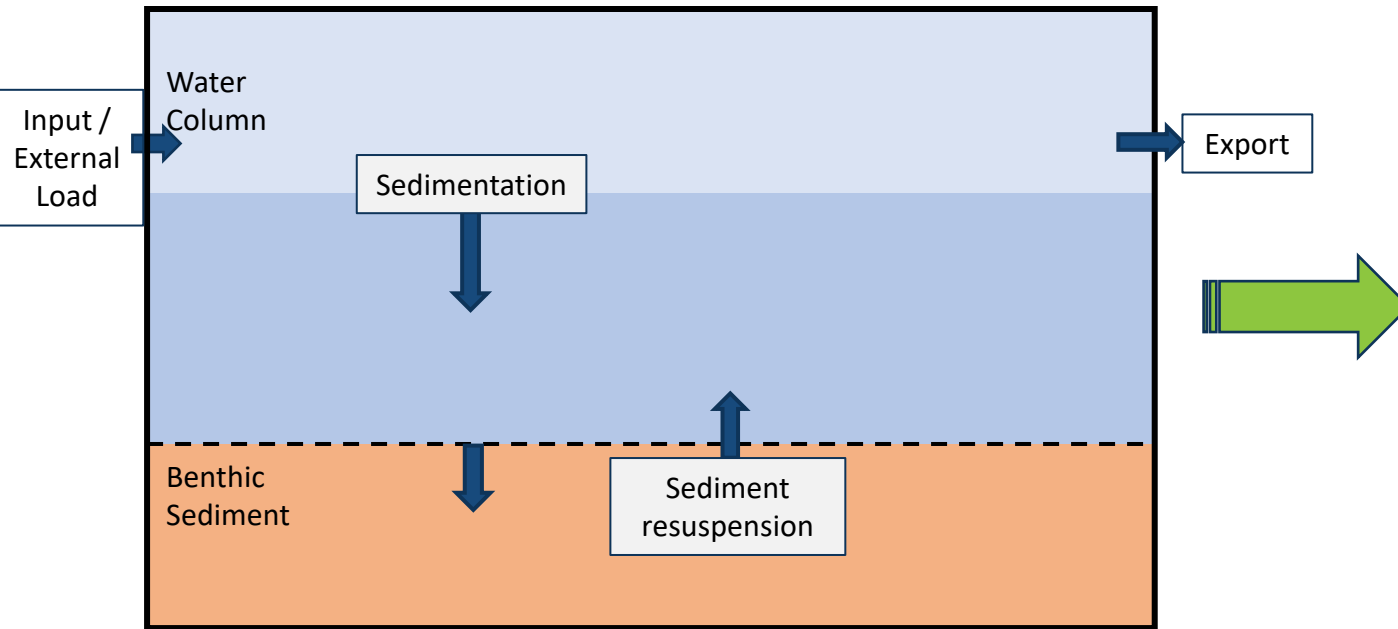 Water
Column
Input /
External
Load
Export
Sedimentation
Benthic
Sediment
Sediment
resuspension